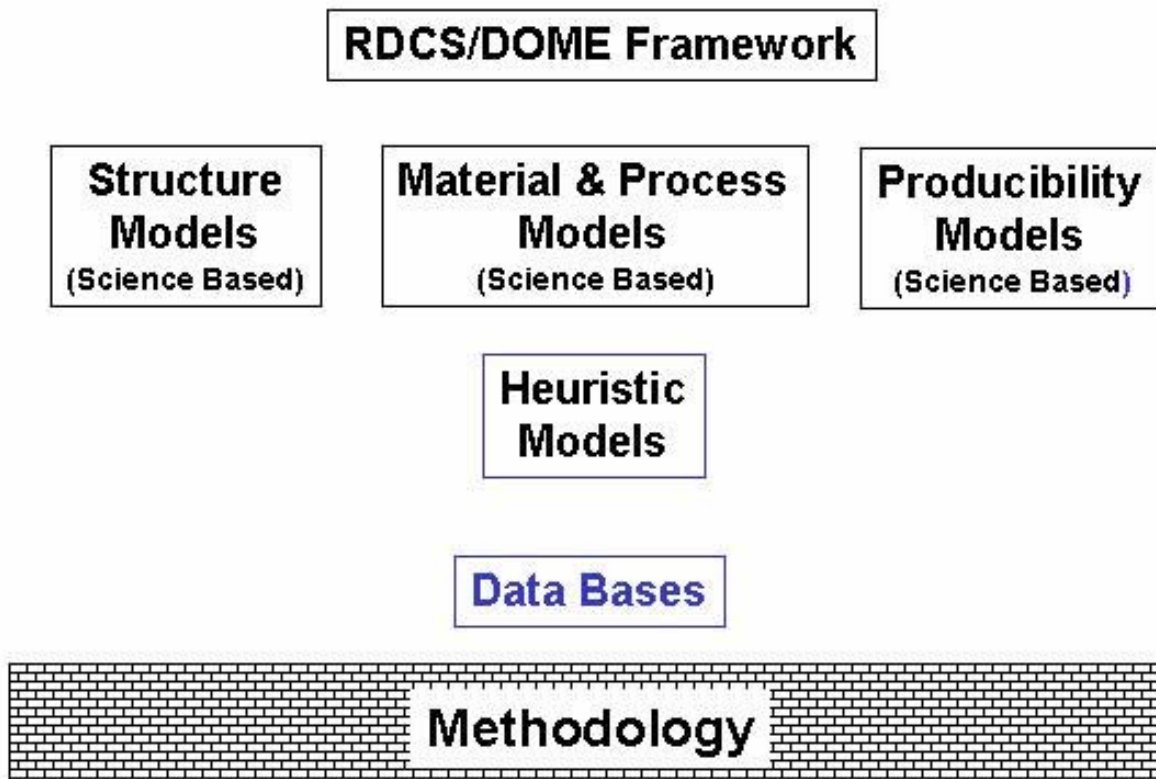 RDCS/DOME Framework
Structure
Models
(Science Based)
Material & Process
Models
(Science Based)
Producibility
Models
(Science Based)
Heuristic
Models
Data Bases
Methodology